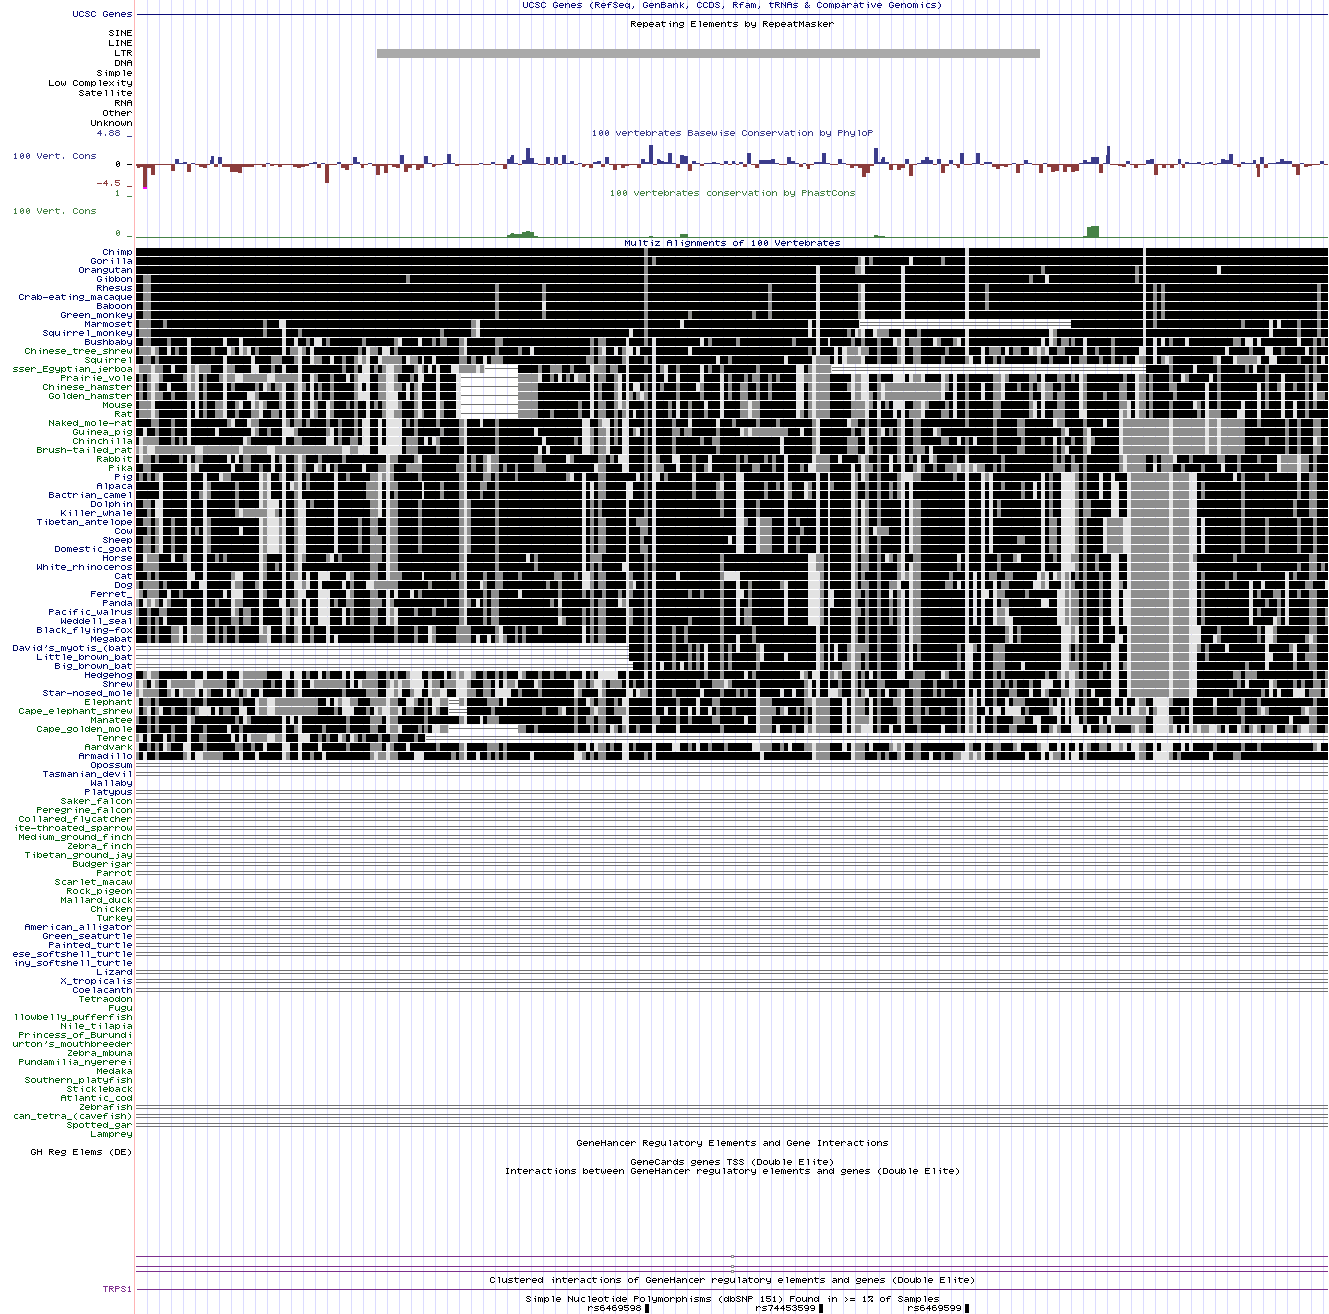 UCSC Genes (RefSeq, GenBank, CCDS, Rfam, tRNAs & Comparative Genomics)
UCSC Genes
Repeating Elements by RepeatMasker
SINE
LINE
LTR
DNA
Simple
Low Complexity
Satellite
RNA
Other
Unknown
4.88 _
100 vertebrates Basewise Conservation by PhyloP
100 Vert. Cons
0 _
-4.5 _
1 _
100 vertebrates conservation by PhastCons
100 Vert. Cons
0 _
Multiz Alignments of 100 Vertebrates
Chimp
Gorilla
Orangutan
Gibbon
Rhesus
Crab-eating_macaque
Baboon
Green_monkey
Marmoset
Squirrel_monkey
Bushbaby
Chinese_tree_shrew
Squirrel
sser_Egyptian_jerboa
Prairie_vole
Chinese_hamster
Golden_hamster
Mouse
Rat
Naked_mole-rat
Guinea_pig
Chinchilla
Brush-tailed_rat
Rabbit
Pika
Pig
Alpaca
Bactrian_camel
Dolphin
Killer_whale
Tibetan_antelope
Cow
Sheep
Domestic_goat
Horse
White_rhinoceros
Cat
Dog
Ferret_
Panda
Pacific_walrus
Weddell_seal
Black_flying-fox
Megabat
David's_myotis_(bat)
Little_brown_bat
Big_brown_bat
Hedgehog
Shrew
Star-nosed_mole
Elephant
Cape_elephant_shrew
Manatee
Cape_golden_mole
Tenrec
Aardvark
Armadillo
Opossum
Tasmanian_devil
Wallaby
Platypus
Saker_falcon
Peregrine_falcon
Collared_flycatcher
ite-throated_sparrow
Medium_ground_finch
Zebra_finch
Tibetan_ground_jay
Budgerigar
Parrot
Scarlet_macaw
Rock_pigeon
Mallard_duck
Chicken
Turkey
American_alligator
Green_seaturtle
Painted_turtle
ese_softshell_turtle
iny_softshell_turtle
Lizard
X_tropicalis
Coelacanth
Tetraodon
Fugu
llowbelly_pufferfish
Nile_tilapia
Princess_of_Burundi
urton's_mouthbreeder
Zebra_mbuna
Pundamilia_nyererei
Medaka
Southern_platyfish
Stickleback
Atlantic_cod
Zebrafish
can_tetra_(cavefish)
Spotted_gar
Lamprey
GeneHancer Regulatory Elements and Gene Interactions
GH Reg Elems (DE)
GeneCards genes TSS (Double Elite)
Interactions between GeneHancer regulatory elements and genes (Double Elite)
Clustered interactions of GeneHancer regulatory elements and genes (Double Elite)
TRPS1
Simple Nucleotide Polymorphisms (dbSNP 151) Found in >= 1% of Samples
rs6469598 rs74453599 rs6469599